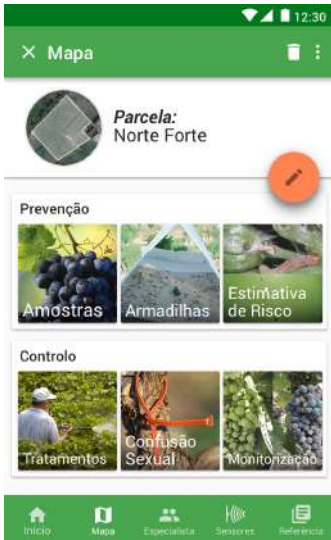 12:30
Mapa
Parcela:
Norte Forte
Prevenção
Amostras
Armadilhas
Estimativa
de Risco
Controlo
Tratamentos
Confusão
Sexual
Monitorização
Início
Mapa
Especialista
Sensores
Referência